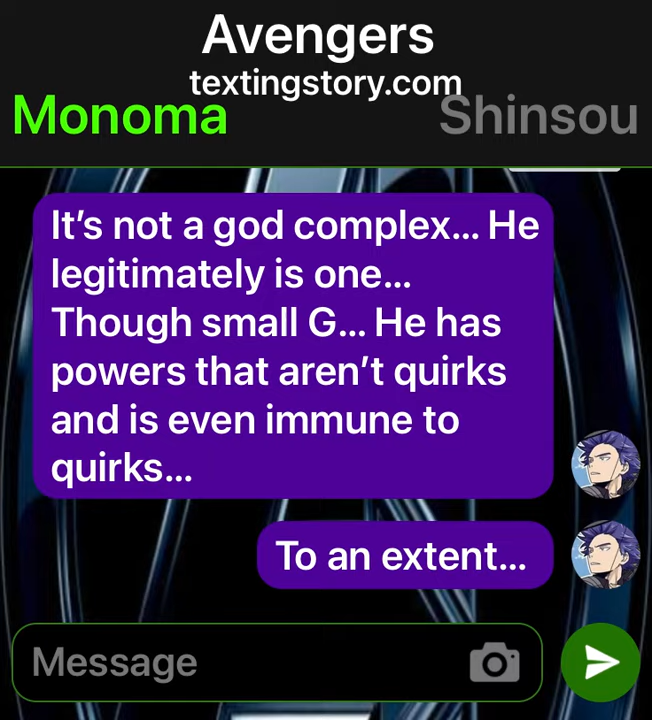 Avengers
textingstory.com
Monoma
Shinsou
It’s not a god complex... He
legitimately is one...
Though small G... He has
powers that aren’t quirks
and is even immune to
quirks...
To an extent...
Message